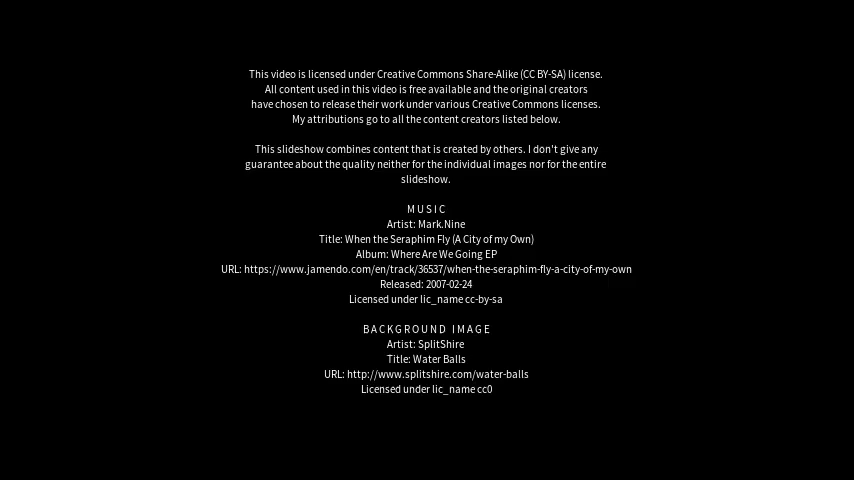 This video is licensed under Creative Commons Share-Alike (CC BY-SA) license.
All content used in this video is free available and the original creators
have chosen to release their work under various Creative Commons licenses.
My attributions go to all the content creators listed below.
This slideshow combines content that is created by others. I don't give any
guarantee about the quality neither for the individual images nor for the entire
slideshow.
MUSIC
Artist: Mark.Nine
Title: When the Seraphim Fly (A City of my Own)
Album: Where Are We Going EP
URL: https://www.jamendo.com/en/track/36537/when-the-seraphim-fly-a-city-of-my-own
Released: 2007-02-24
Licensed under lic_name cc-by-sa
BACKGROUND IMAGE
Artist: SplitShire
Title: Water Balls
URL: http://www.splitshire.com/water-balls
Licensed under lic_name cc0